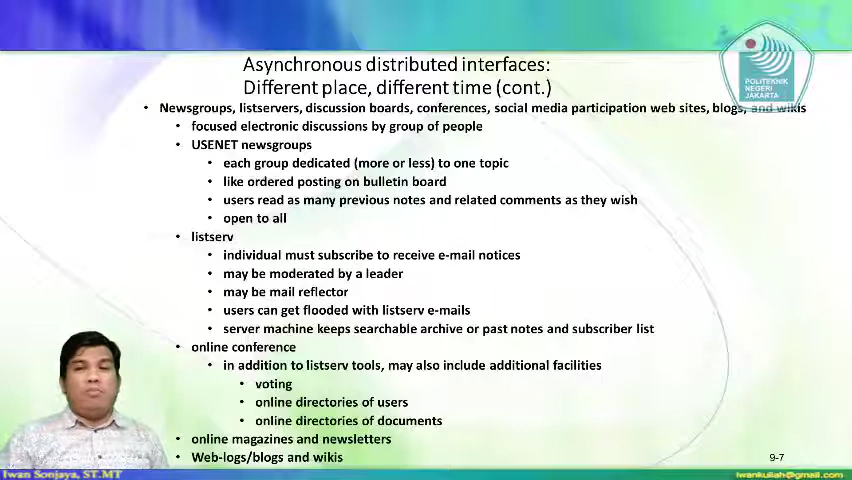 Asynchronous distributed interfaces:
Different place, different time (cont.)
POLITEKNIK
NEGERI
JAKARTA
• Newsgroups, listservers, discussion boards, conferences, social media participation web sites, blogs, and wikis
• focused electronic discussions by group of people
• USENET newsgroups
• each group dedicated (more or less) to one topic
• like ordered posting on bulletin board
• users read as many previous notes and related comments as they wish
• open to all
• listserv
• individual must subscribe to receive e-mail notices
• may be moderated by a leader
• may be mail reflector
• users can get flooded with listserv e-mails
• server machine keeps searchable archive or past notes and subscriber list
• online conference
• in addition to listserv tools, may also include additional facilities
• voting
• online directories of users
• online directories of documents
• online magazines and newsletters
• Web-logs/blogs and wikis
9-7
Iwan Sonjaya, ST.MT
iwankuliah@gmail.com